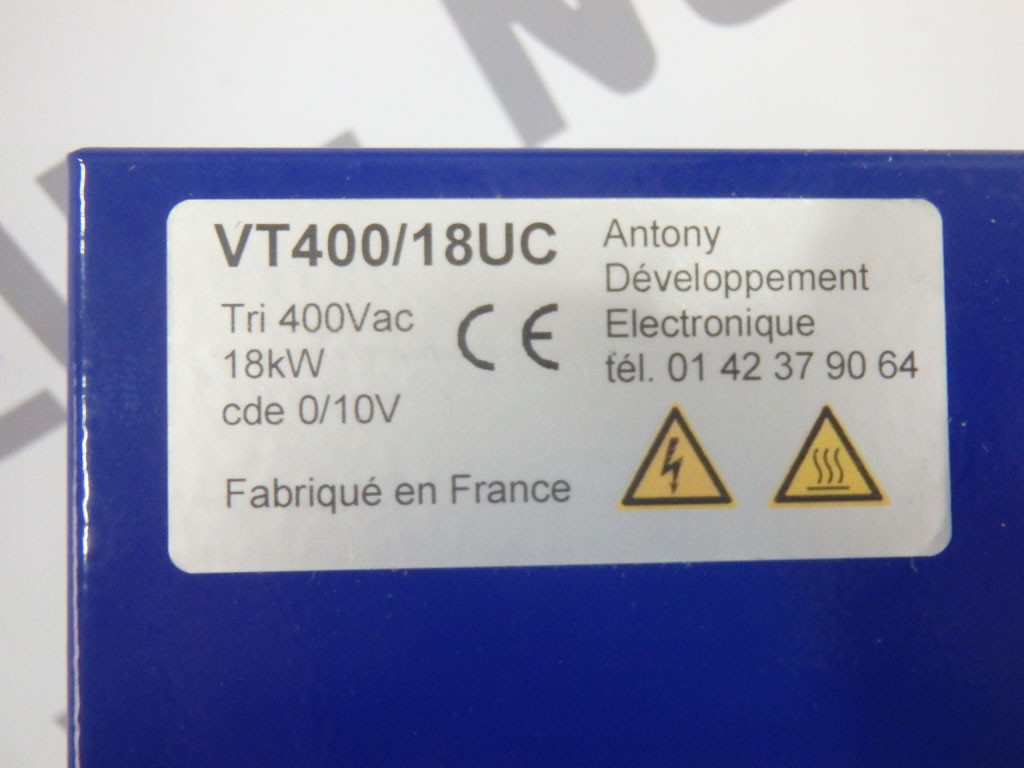 VT400/18UC
Tri 400Vac
18kW
cde 0/10V
CE
Fabriqué en France
Antony
Développement
Electronique
tél. 01 42 37 90 64